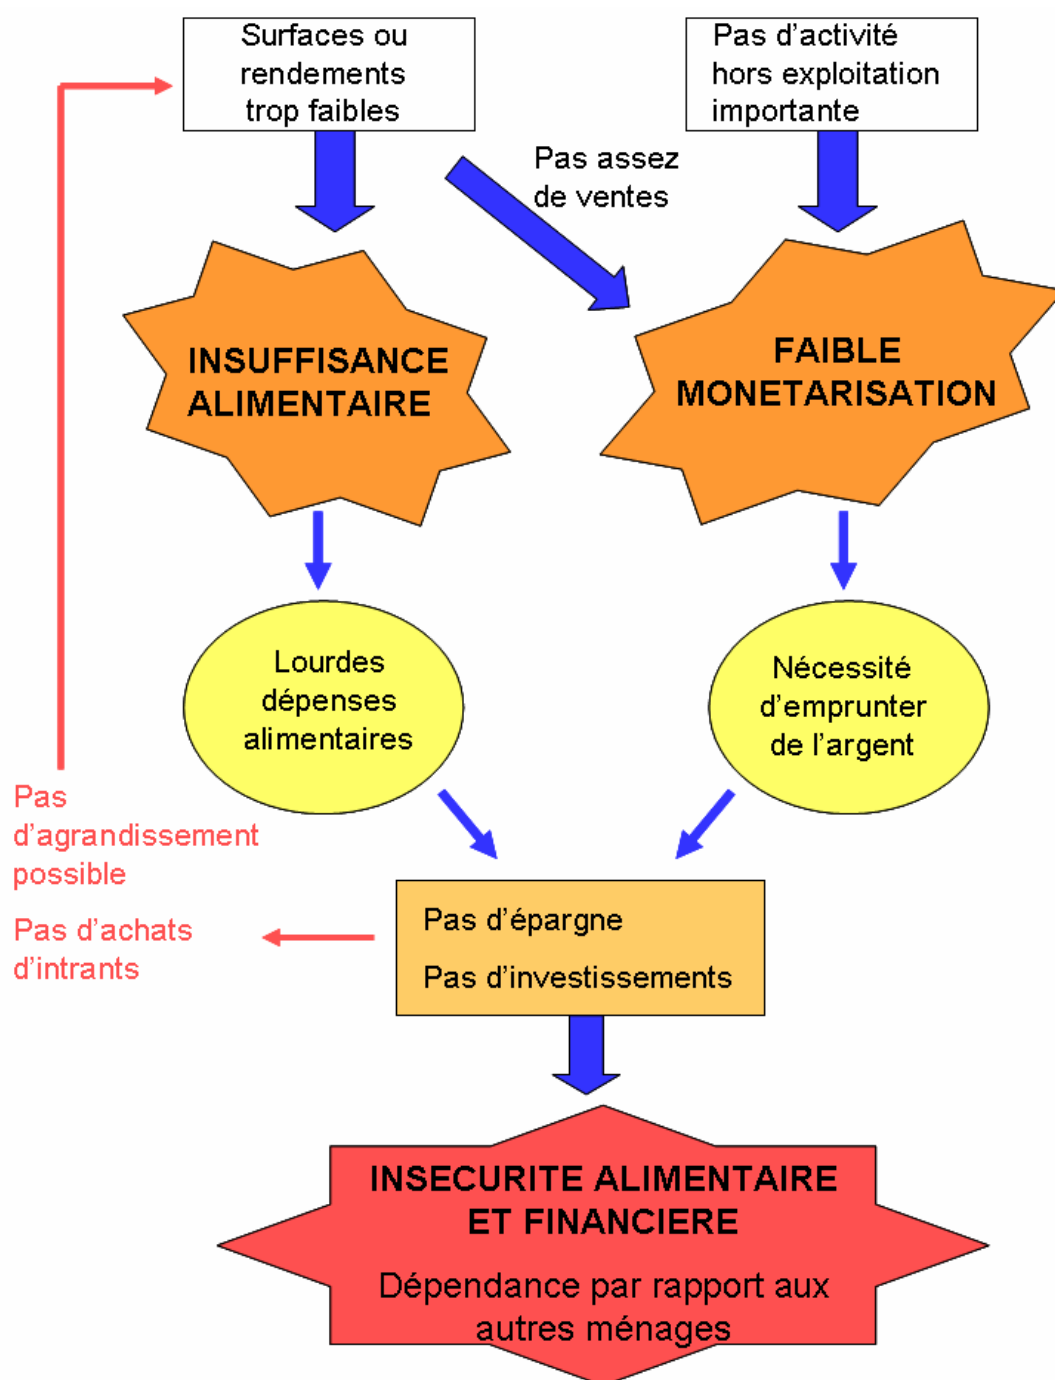 Surfaces ou
rendements
trop faibles
Pas d’activité
hors exploitation
importante
Pas assez
de ventes
INSUFFISANCE
ALIMENTAIRE
FAIBLE
MONETARISATION
Lourdes
dépenses
alimentaires
Nécessité
d’emprunter
de l’argent
Pas
d’agrandissement
possible
Pas d’achats
d’intrants
Pas d’épargne
Pas d’investissements
INSECURITE ALIMENTAIRE
ET FINANCIERE
Dépendance par rapport aux
autres ménages